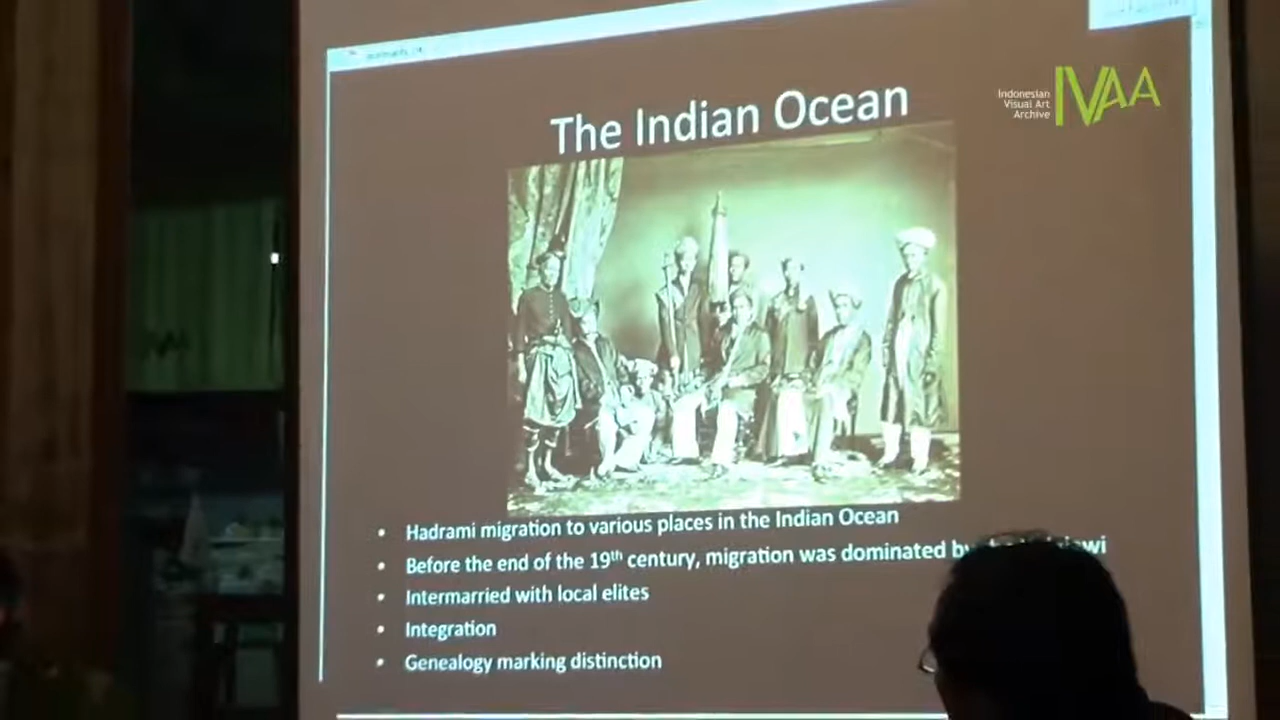 The Indian Ocean
Indonesian
Visual Art
Archive
IVAA
• Hadrami migration to various places in the Indian Ocean
• Before the end of the 19th century, migration was dominated by
• Intermarried with local elites
• Integration
• Genealogy marking distinction